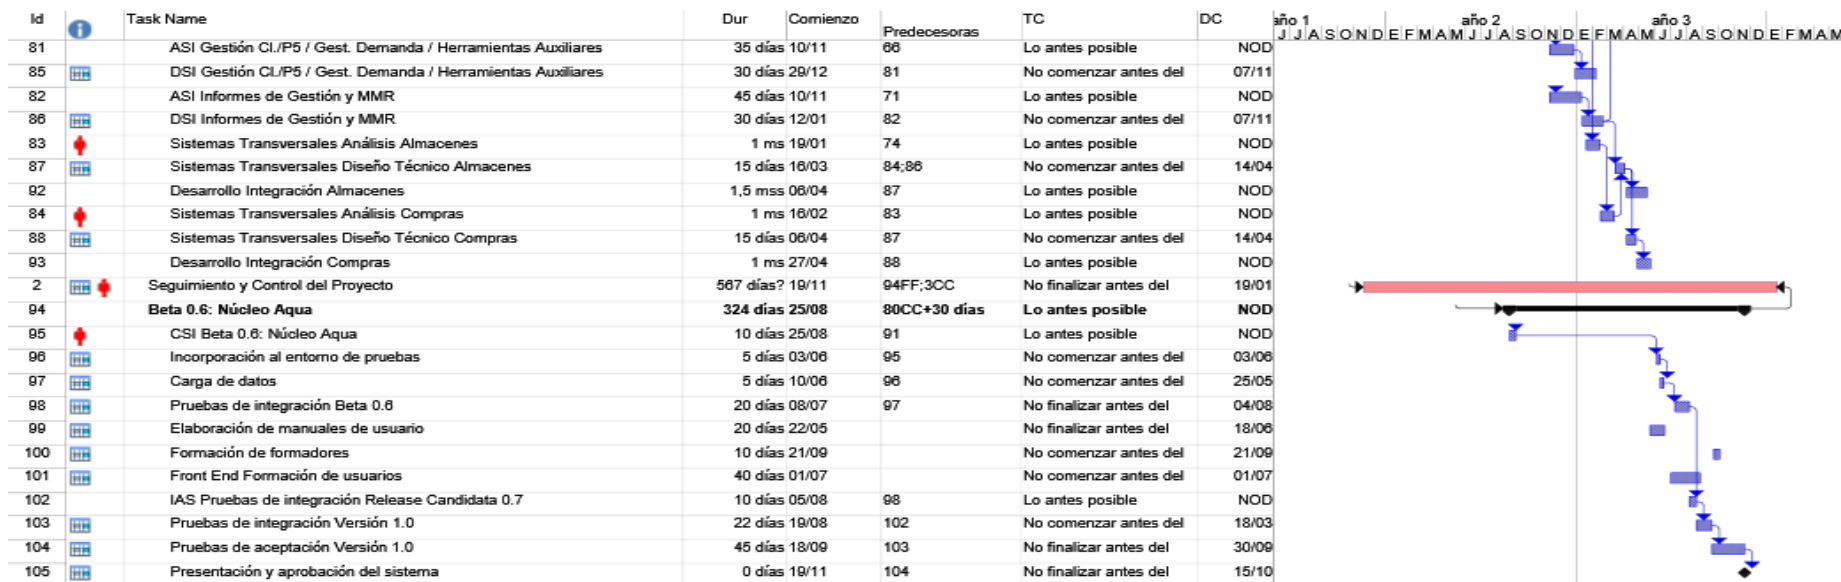 Id Task Name Dur Comienzo Predecesoras TC DC año 1 año 2 año 3
J J A S O N D E F M A M J J A S O N D E F M A M J J A S O N D E F M A M
81 ASI Gestión Cl./P5 / Gest. Demanda / Herramientas Auxiliares 35 días 10/11 66 Lo antes posible NOD
85 DSI Gestión Cl./P5 / Gest. Demanda / Herramientas Auxiliares 30 días 29/12 81 No comenzar antes del 07/11
82 ASI Informes de Gestión y MMR 45 días 10/11 71 Lo antes posible NOD
86 DSI Informes de Gestión y MMR 30 días 12/01 82 No comenzar antes del 07/11
83 Sistemas Transversales Análisis Almacenes 1 ms 19/01 74 Lo antes posible NOD
87 Sistemas Transversales Diseño Técnico Almacenes 15 días 16/03 84;86 No comenzar antes del 14/04
92 Desarrollo Integración Almacenes 1,5 mss 06/04 87 Lo antes posible NOD
84 Sistemas Transversales Análisis Compras 1 ms 16/02 83 Lo antes posible NOD
88 Sistemas Transversales Diseño Técnico Compras 15 días 06/04 87 No comenzar antes del 14/04
93 Desarrollo Integración Compras 1 ms 27/04 88 Lo antes posible NOD
2 Seguimiento y Control del Proyecto 567 días? 19/11 94FF;3CC No finalizar antes del 19/01
94 Beta 0.6: Núcleo Aqua 324 días 25/08 80CC+30 días Lo antes posible NOD
95 CSI Beta 0.6: Núcleo Aqua 10 días 25/08 91 Lo antes posible NOD
96 Incorporación al entorno de pruebas 5 días 03/06 95 No comenzar antes del 03/06
97 Carga de datos 5 días 10/06 96 No comenzar antes del 25/05
98 Pruebas de integración Beta 0.6 20 días 08/07 97 No finalizar antes del 04/08
99 Elaboración de manuales de usuario 20 días 22/05 No finalizar antes del 18/06
100 Formación de formadores 10 días 21/09 No comenzar antes del 21/09
101 Front End Formación de usuarios 40 días 01/07 No comenzar antes del 01/07
102 IAS Pruebas de integración Release Candidata 0.7 10 días 05/08 98 Lo antes posible NOD
103 Pruebas de integración Versión 1.0 22 días 19/08 102 No comenzar antes del 18/03
104 Pruebas de aceptación Versión 1.0 45 días 18/09 103 No finalizar antes del 30/09
105 Presentación y aprobación del sistema 0 días 19/11 104 No finalizar antes del 15/10